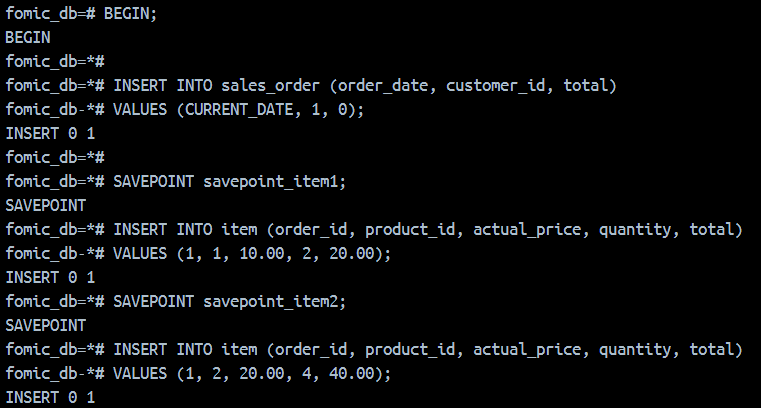 fomic_db=# BEGIN;
BEGIN
fomic_db=*#
fomic_db=*# INSERT INTO sales_order (order_date, customer_id, total)
fomic_db-*# VALUES (CURRENT_DATE, 1, 0);
INSERT 0 1
fomic_db=*#
fomic_db=*# SAVEPOINT savepoint_item1;
SAVEPOINT
fomic_db=*# INSERT INTO item (order_id, product_id, actual_price, quantity, total)
fomic_db-*# VALUES (1, 1, 10.00, 2, 20.00);
INSERT 0 1
fomic_db=*# SAVEPOINT savepoint_item2;
SAVEPOINT
fomic_db=*# INSERT INTO item (order_id, product_id, actual_price, quantity, total)
fomic_db-*# VALUES (1, 2, 20.00, 4, 40.00);
INSERT 0 1